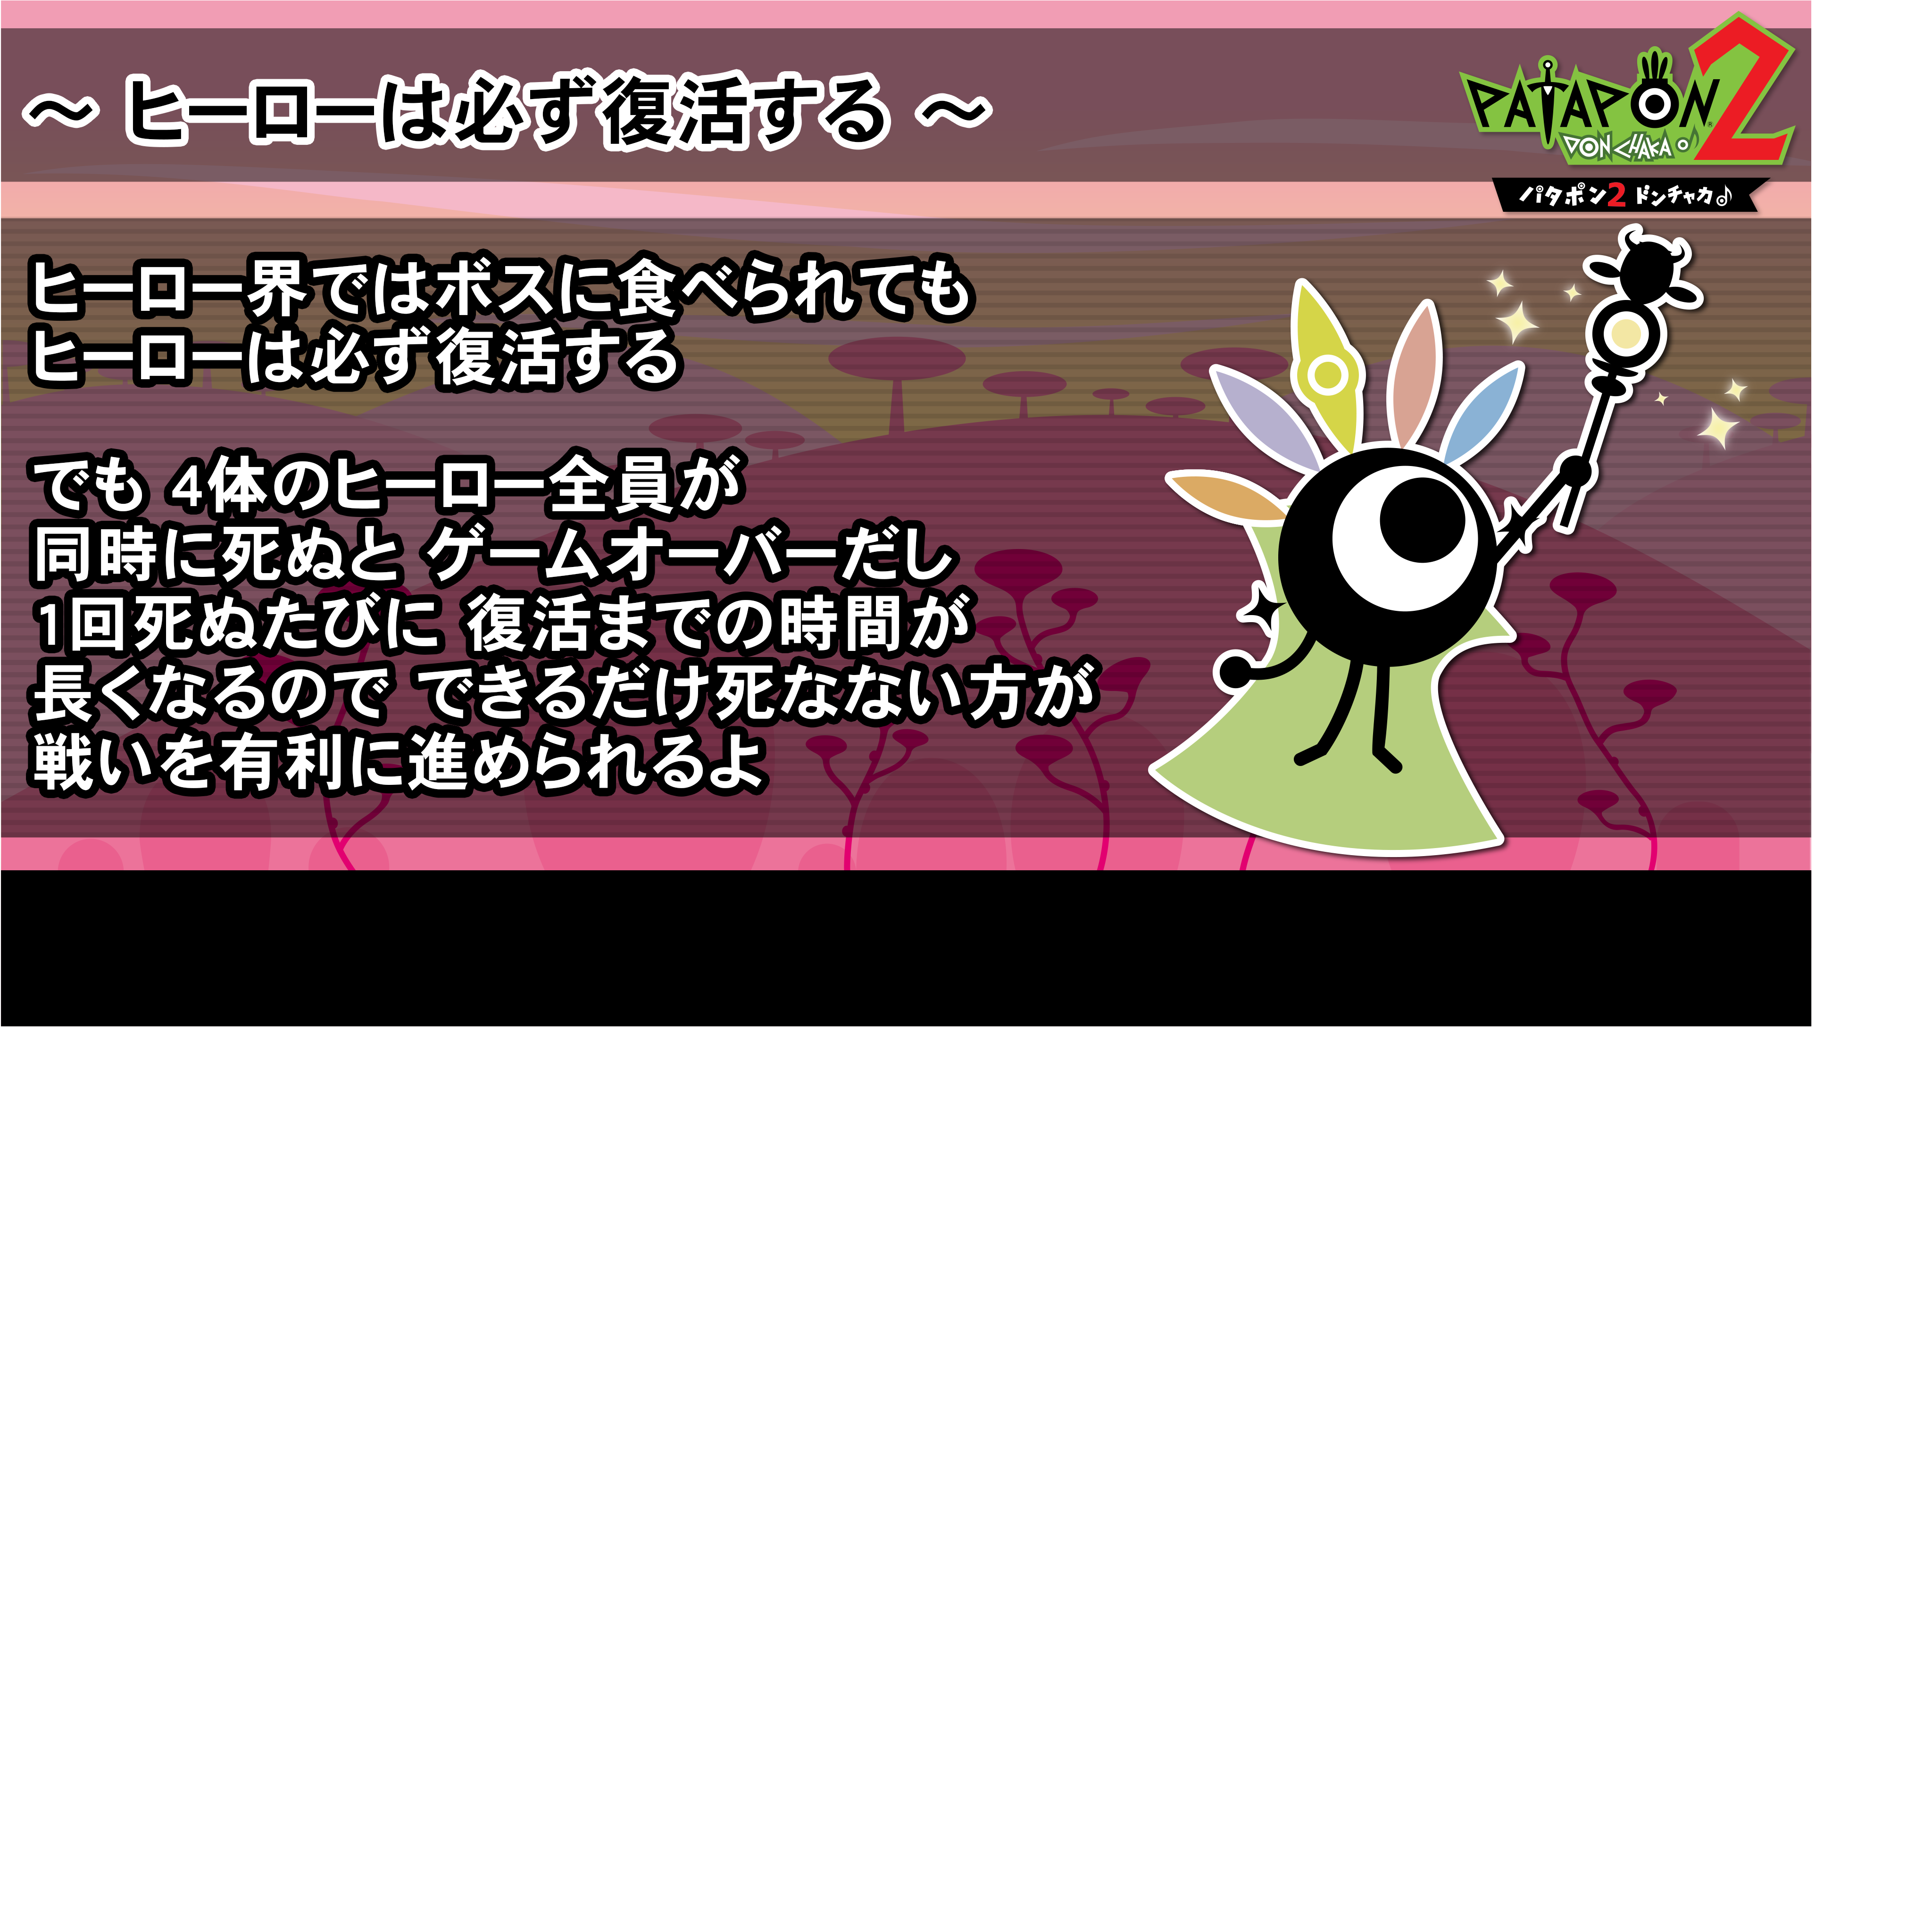 ～ ヒーローは必ず復活する ～
PATAPON 2
DON CHAKA♪
パタポン2 ドンチャカ♪
ヒーロー界ではボスに食べられても
ヒーローは必ず復活する
でも 4体のヒーロー全員が
同時に死ぬと ゲームオーバーだし
1回死ぬたびに 復活までの時間が
長くなるので できるだけ死なない方が
戦いを有利に進められるよ